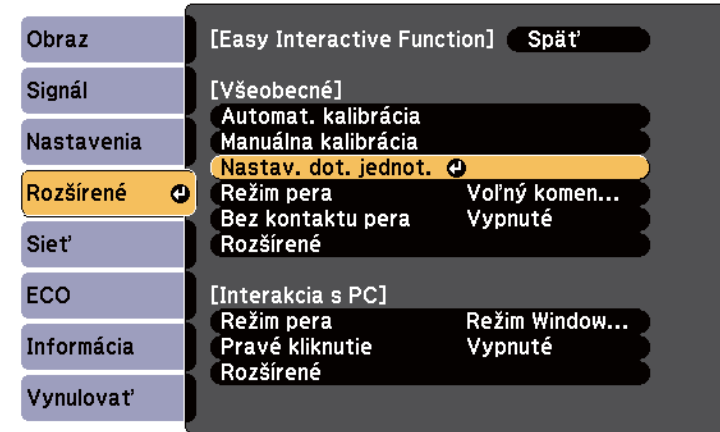 Obraz
Signál
Nastavenia
Rozšírené
Sieť
ECO
Informácia
Vynulovať
[Easy Interactive Function] Späť
[Všeobecné]
Automat. kalibrácia
Manuálna kalibrácia
Nastav. dot. jednot.
Režim pera Voľný komen...
Bez kontaktu pera Vypnuté
Rozšírené
[Interakcia s PC]
Režim pera Režim Window...
Pravé kliknutie Vypnuté
Rozšírené